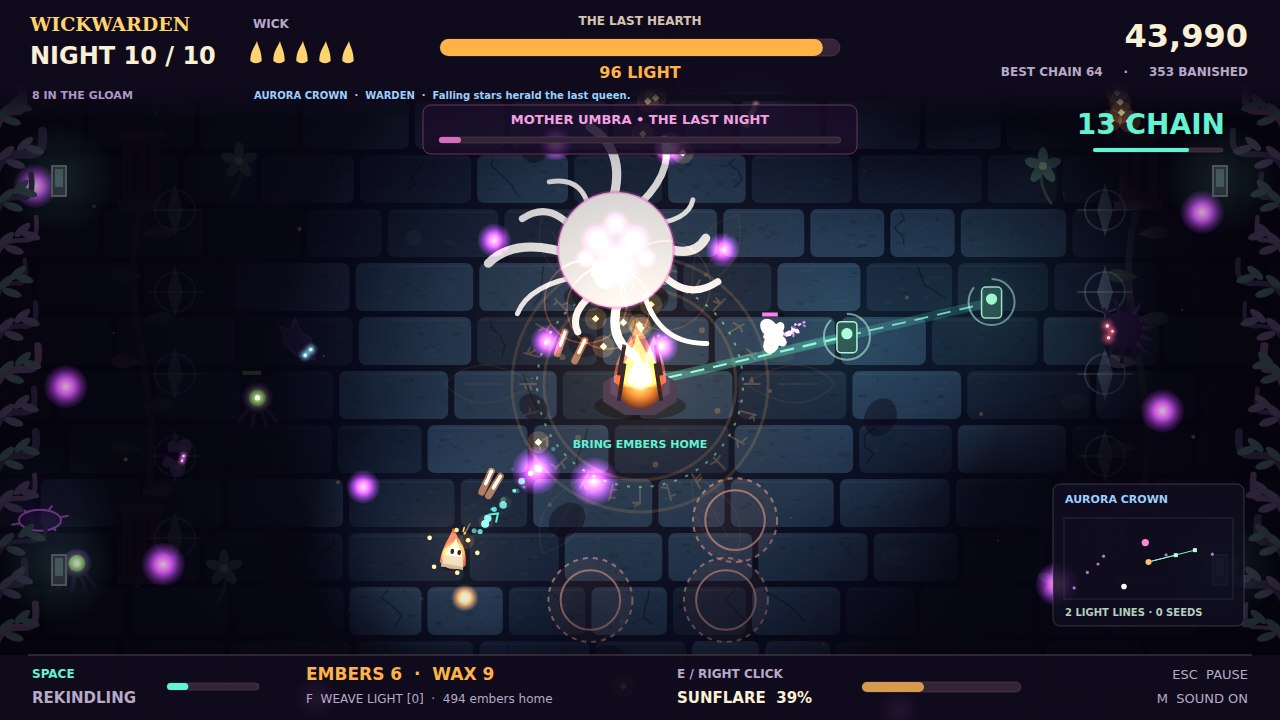 WICKWARDEN
NIGHT 10 / 10
8 IN THE GLOAM
WICK
AURORA CROWN · WARDEN · Falling stars herald the last queen.
THE LAST HEARTH
96 LIGHT
43,990
BEST CHAIN 64 · 353 BANISHED
MOTHER UMBRA • THE LAST NIGHT
13 CHAIN
BRING EMBERS HOME
AURORA CROWN
2 LIGHT LINES · 0 SEEDS
SPACE
REKINDLING
EMBERS 6 · WAX 9
F WEAVE LIGHT [0] · 494 embers home
E / RIGHT CLICK
SUNFLARE 39%
ESC PAUSE
M SOUND ON